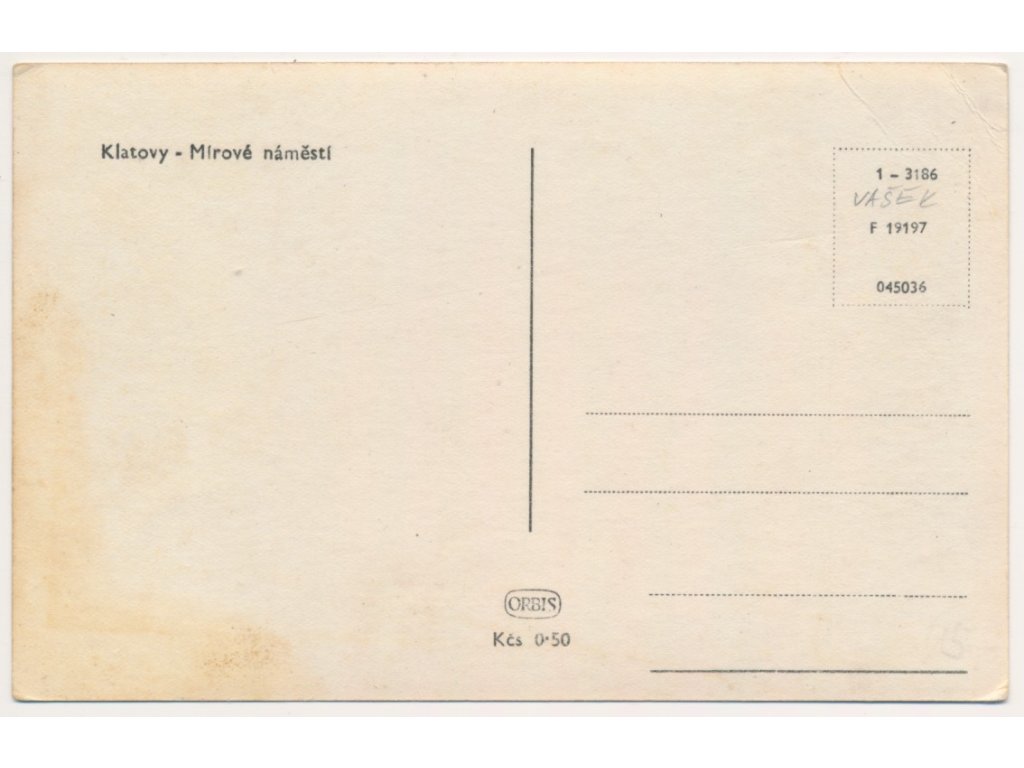 Klatovy - Mírové náměstí
1 - 3186
VAŠEK
F 19197
045036
ORBIS
Kčs 0·50